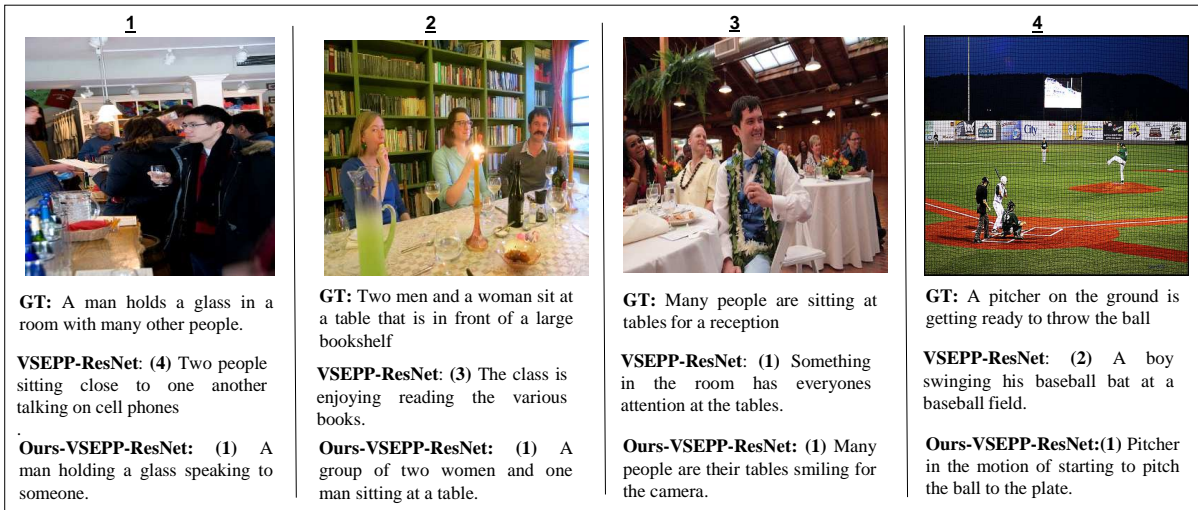 1
GT: A man holds a glass in a
room with many other people.
VSEPP-ResNet: (4) Two people
sitting close to one another
talking on cell phones
.
Ours-VSEPP-ResNet: (1) A
man holding a glass speaking to
someone.
2
GT: Two men and a woman sit at
a table that is in front of a large
bookshelf
VSEPP-ResNet: (3) The class is
enjoying reading the various
books.
Ours-VSEPP-ResNet: (1) A
group of two women and one
man sitting at a table.
3
GT: Many people are sitting at
tables for a reception
VSEPP-ResNet: (1) Something
in the room has everyones
attention at the tables.
Ours-VSEPP-ResNet: (1) Many
people are their tables smiling for
the camera.
4
City
GT: A pitcher on the ground is
getting ready to throw the ball
VSEPP-ResNet: (2) A boy
swinging his baseball bat at a
baseball field.
Ours-VSEPP-ResNet:(1) Pitcher
in the motion of starting to pitch
the ball to the plate.